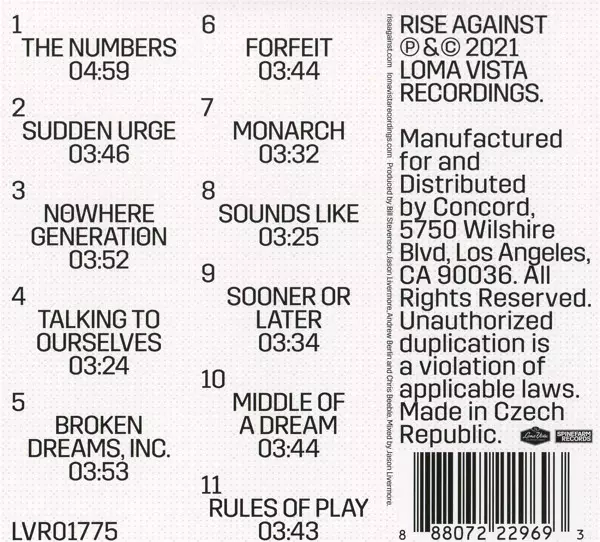 1
THE NUMBERS
04:59
2
SUDDEN URGE
03:46
3
NOWHERE
GENERATION
03:52
4
TALKING TO
OURSELVES
03:24
5
BROKEN
DREAMS, INC.
03:53
LVR01775
6
FORFEIT
03:44
7
MONARCH
03:32
8
SOUNDS LIKE
03:25
9
SOONER OR
LATER
03:34
10
MIDDLE OF
A DREAM
03:44
11
RULES OF PLAY
03:43
riseagainst.com lomavistarecordings.com Produced by Bill Stevenson, Jason Livermore, Andrew Berlin and Chris Beeble. Mixed by Jason Livermore.
RISE AGAINST
℗ & © 2021
LOMA VISTA
RECORDINGS.
Manufactured
for and
Distributed
by Concord,
5750 Wilshire
Blvd, Los Angeles,
CA 90036. All
Rights Reserved.
Unauthorized
duplication is
a violation of
applicable laws.
Made in Czech
Republic.
Loma Vista
SPINEFARM
RECORDS
8 88072 22969 3